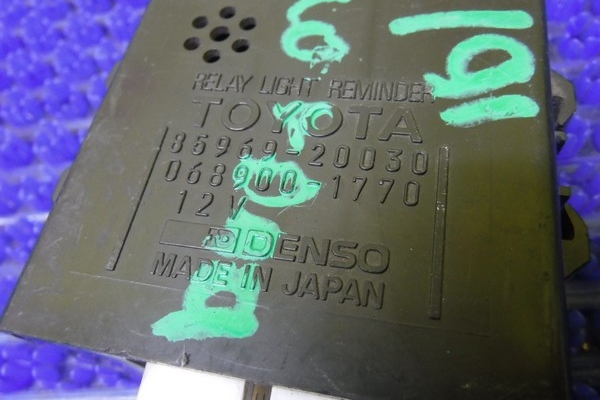 RELAY LIGHT REMINDER
TOYOTA
85969-20030
068900-1770
12V
DENSO
MADE IN JAPAN